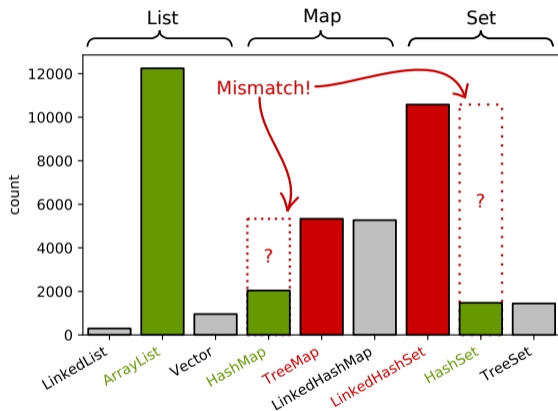 List Map Set
12000
10000
8000
6000
4000
2000
0
count
Mismatch!
?
?
LinkedList
ArrayList
Vector
HashMap
TreeMap
LinkedHashMap
LinkedHashSet
HashSet
TreeSet